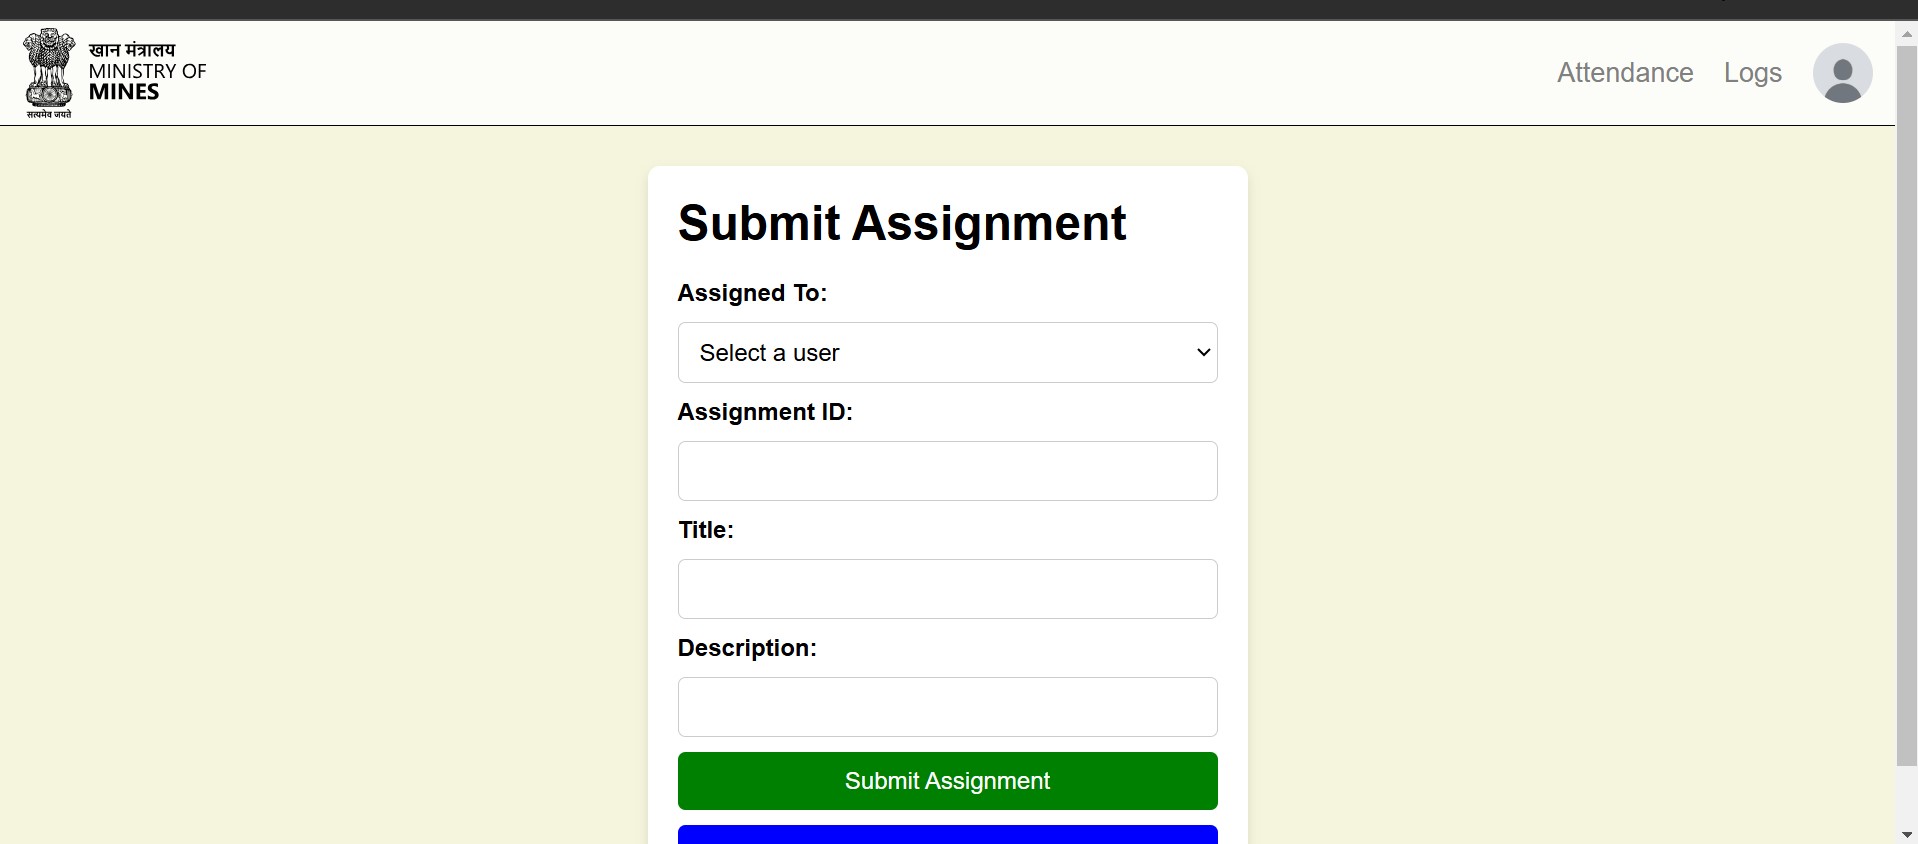 खान मंत्रालय
MINISTRY OF
MINES
सत्यमेव जयते
Attendance
Logs
Submit Assignment
Assigned To:
Select a user
Assignment ID:
Title:
Description:
Submit Assignment